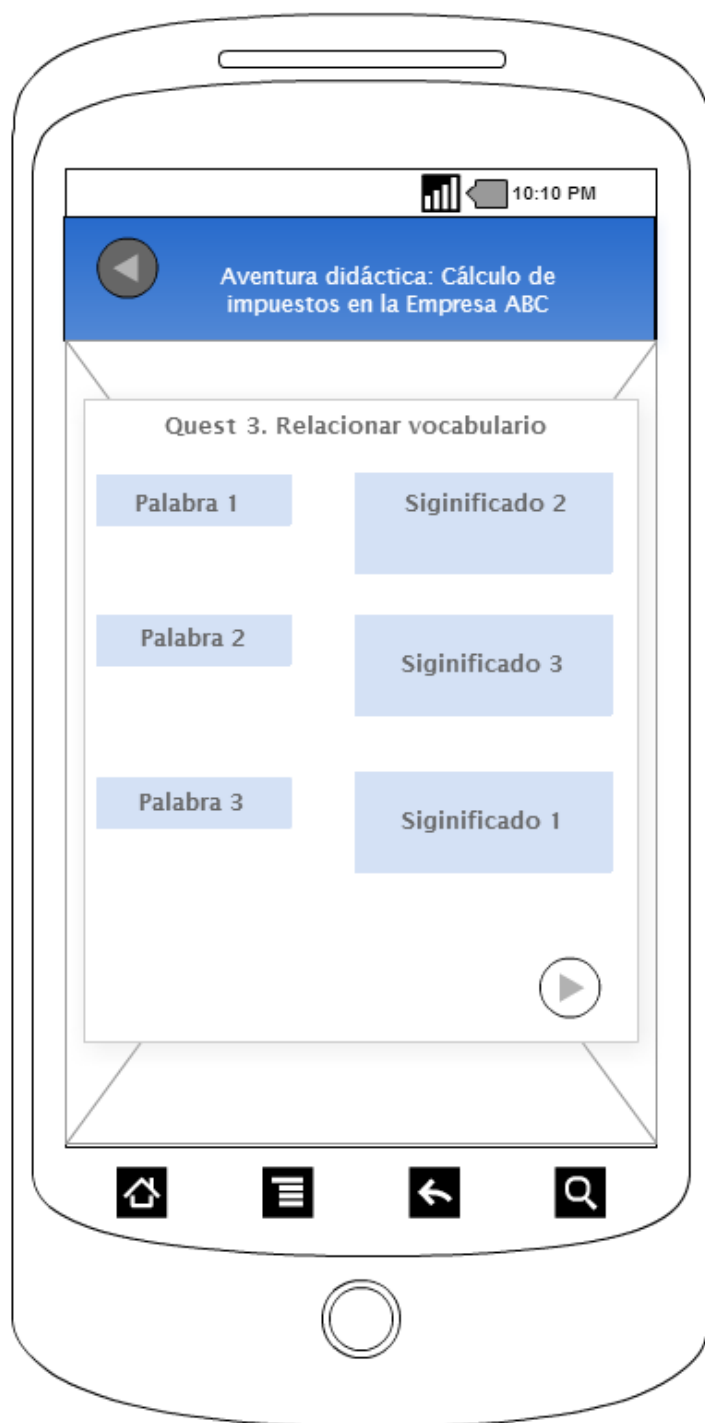 10:10 PM
Aventura didáctica: Cálculo de
impuestos en la Empresa ABC
Quest 3. Relacionar vocabulario
Palabra 1
Siginificado 2
Palabra 2
Siginificado 3
Palabra 3
Siginificado 1